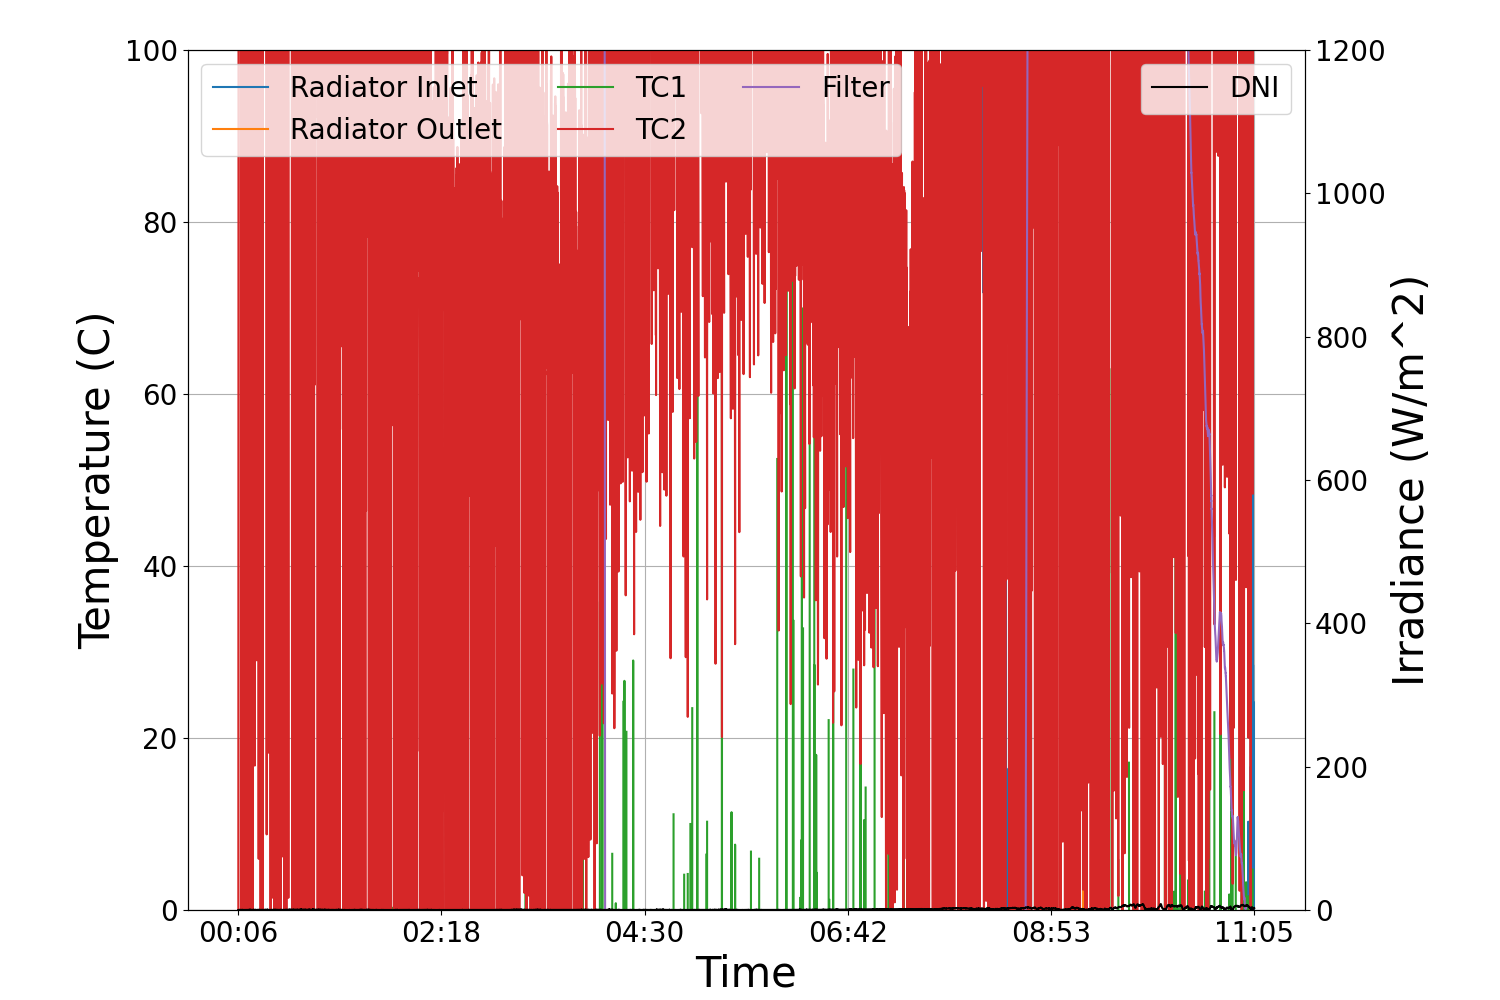 100
80
60
40
20
0
Temperature (C)
Radiator Inlet
Radiator Outlet
TC1
TC2
Filter
DNI
1200
1000
800
600
400
200
0
Irradiance (W/m^2)
00:06
02:18
04:30
06:42
08:53
11:05
Time